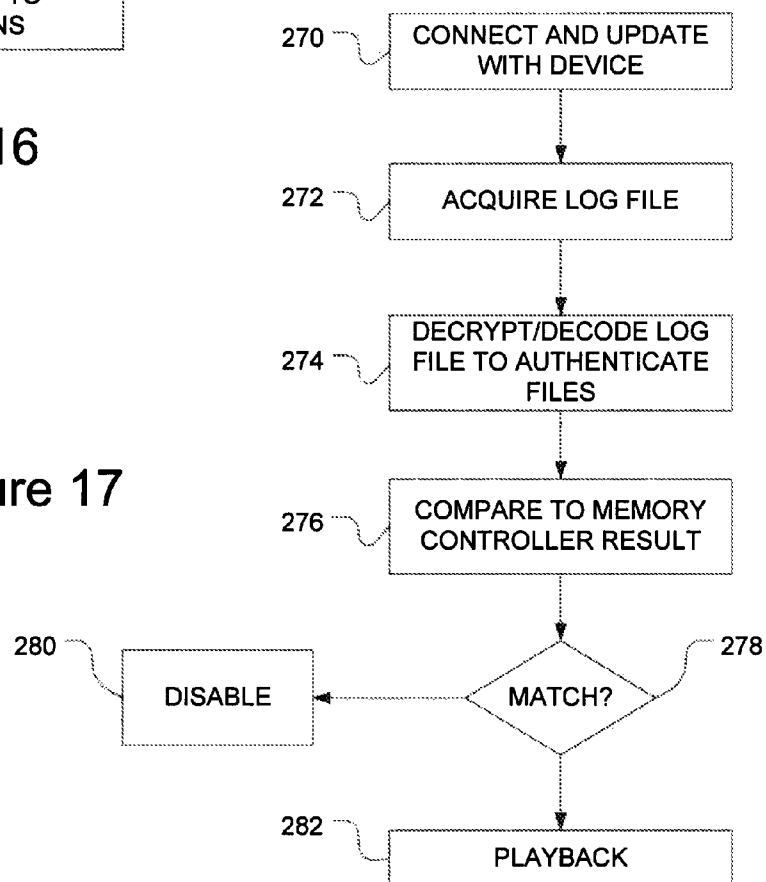 NS
270
CONNECT AND UPDATE
WITH DEVICE
16
272
ACQUIRE LOG FILE
274
DECRYPT/DECODE LOG
FILE TO AUTHENTICATE
FILES
ure 17
276
COMPARE TO MEMORY
CONTROLLER RESULT
280
DISABLE
MATCH?
278
282
PLAYBACK